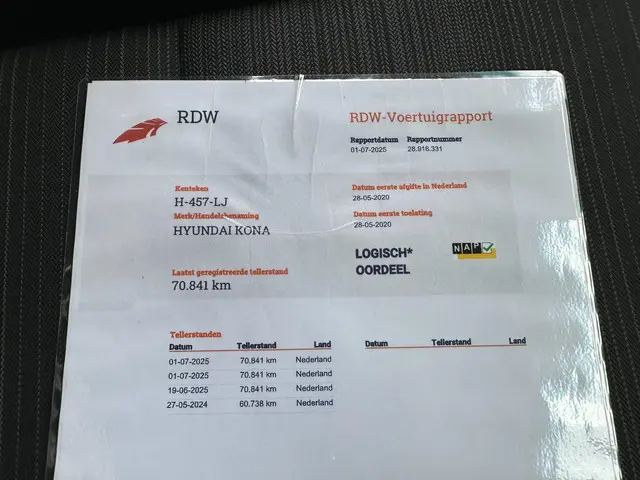 RDW
RDW-Voertuigrapport
Rapportdatum Rapportnummer
01-07-2025 28.916.331
Kenteken
H-457-LJ
Merk/Handelsbenaming
HYUNDAI KONA
Laatst geregistreerde tellerstand
70.841 km
Datum eerste afgifte in Nederland
28-05-2020
Datum eerste toelating
28-05-2020
LOGISCH*
OORDEEL
NAP
Tellerstanden
Datum Tellerstand Land
01-07-2025 70.841 km Nederland
01-07-2025 70.841 km Nederland
19-06-2025 70.841 km Nederland
27-05-2024 60.738 km Nederland
Datum Tellerstand Land